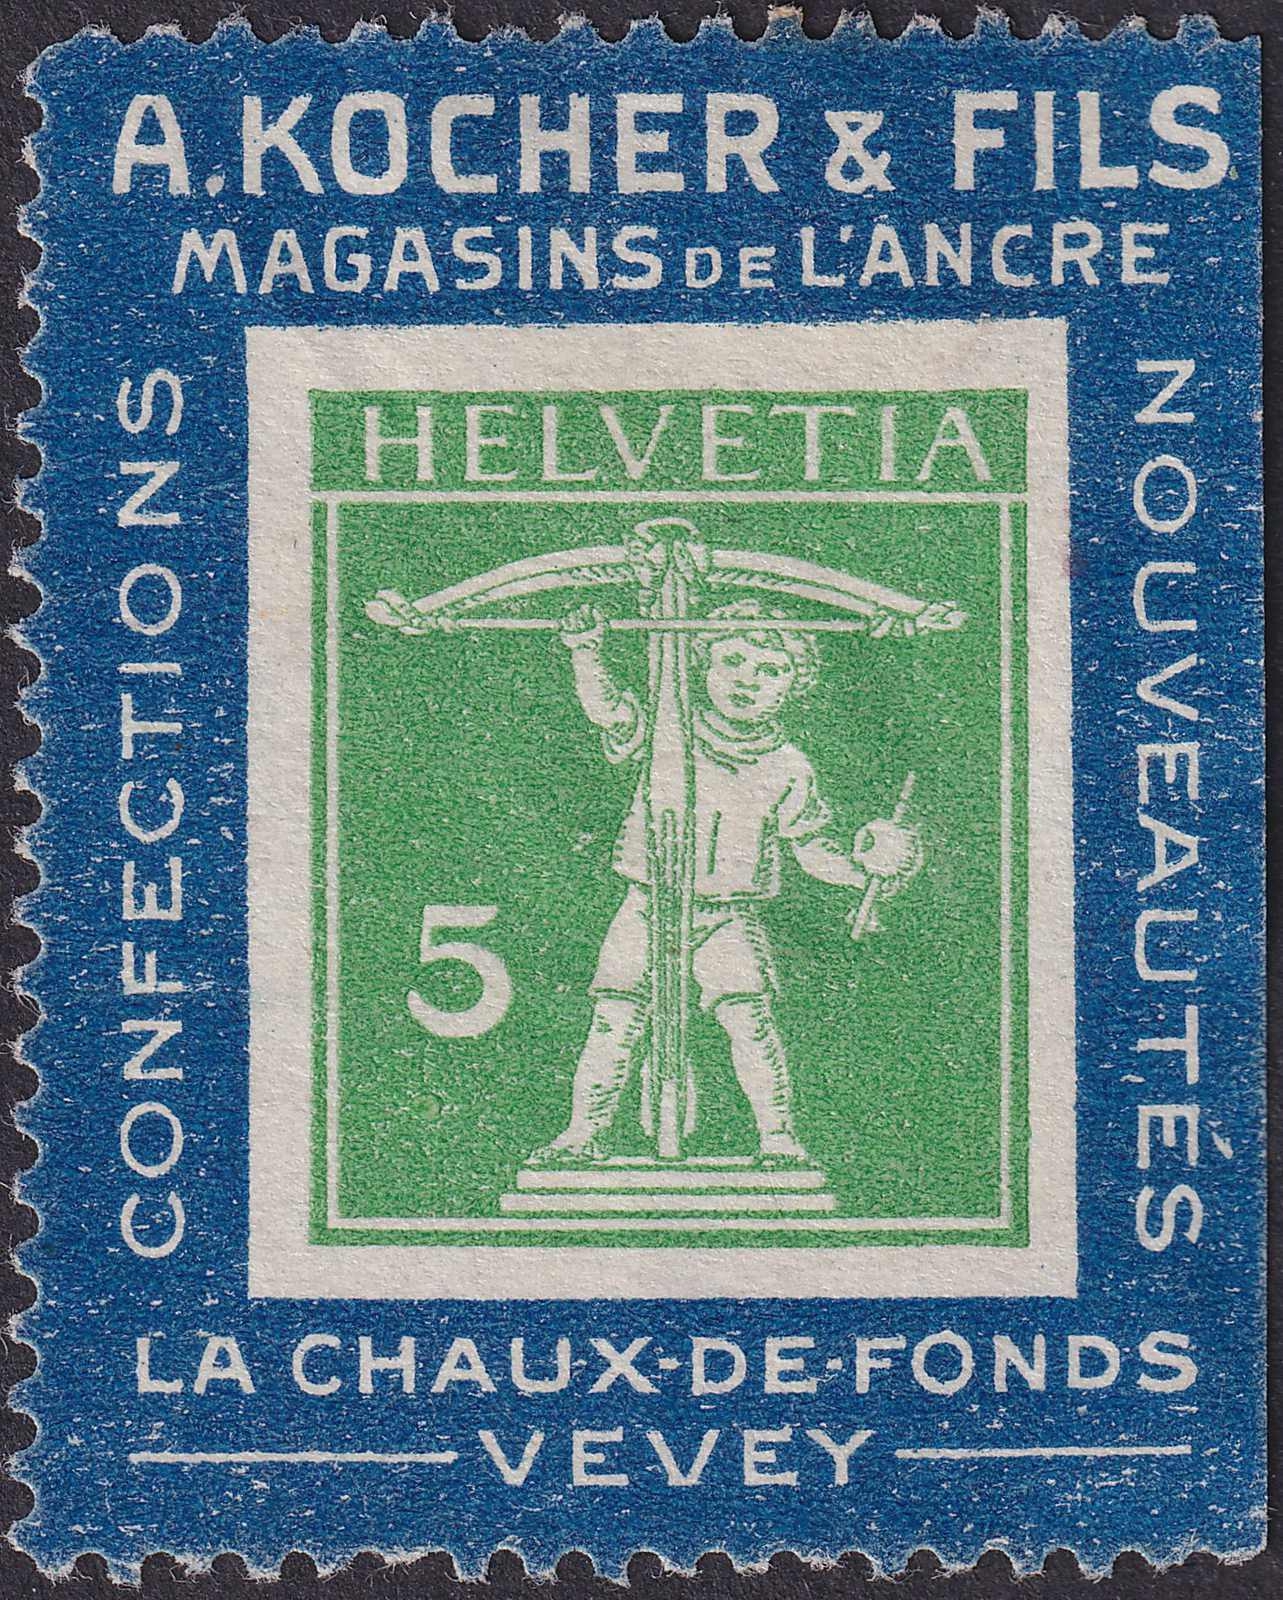 A. KOCHER & FILS
MAGASINS DE L'ANCRE
CONFECTIONS
HELVETIA
5
NOUVEAUTÉS
LA CHAUX-DE-FONDS
VEVEY